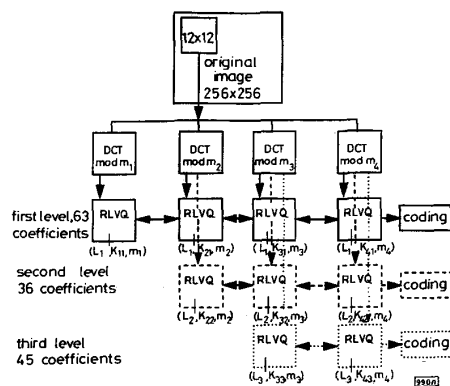 12x12
original
image
256x256
DCT
mod m1)
DCT
mod m2
DCT
mod m3
DCT
mod m4
first level, 63
coefficients
RLVQ
RLVQ
RLVQ
RLVQ
coding
(L1, K11, m1)
(L1, K21, m2)
(L1, K31, m3)
(L1, K41, m4)
second level
36 coefficients
RLVQ
RLVQ
RLVQ
coding
(L2, K22, m2)
(L2, K32, m3)
(L2, K42, m4)
third level
45 coefficients
RLVQ
RLVQ
coding
(L3, K33, m3)
(L3, K43, m4)